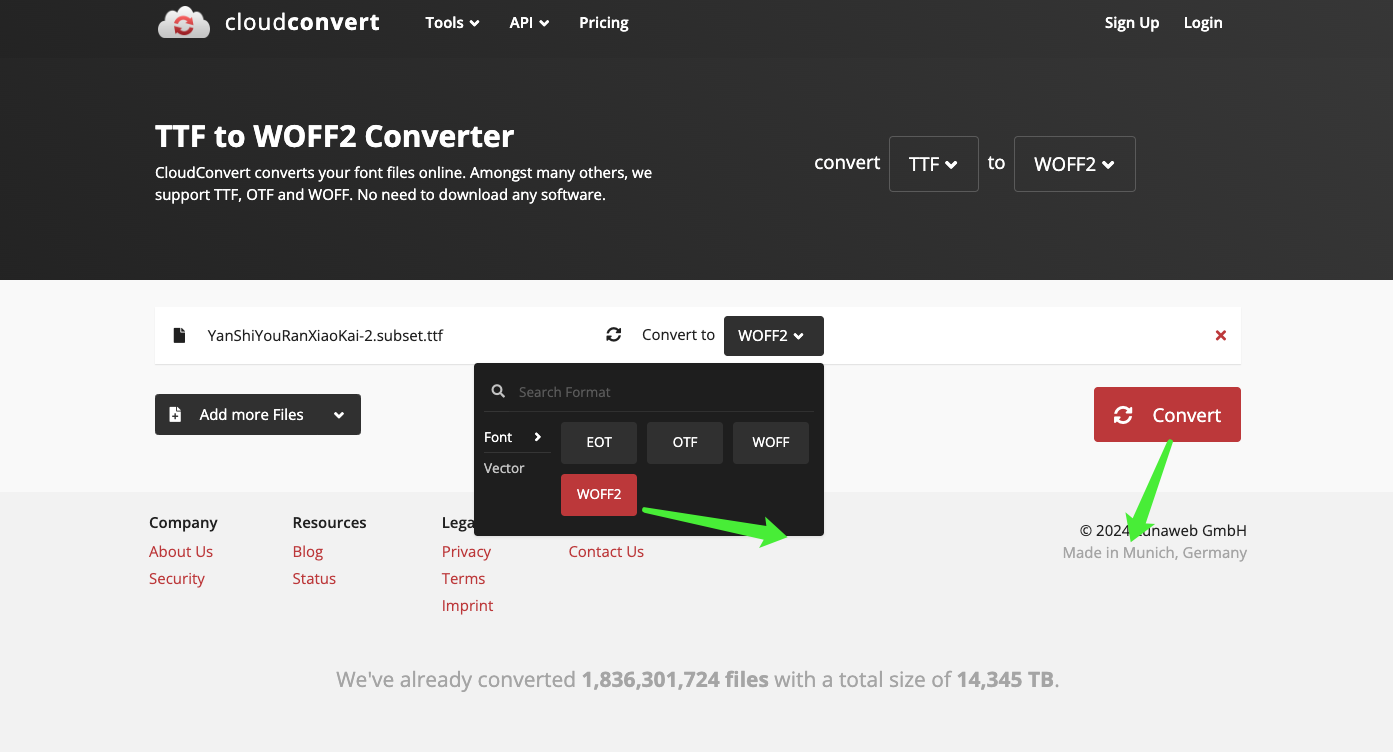 cloudconvert Tools API Pricing Sign Up Login
TTF to WOFF2 Converter
CloudConvert converts your font files online. Amongst many others, we
support TTF, OTF and WOFF. No need to download any software.
convert TTF to WOFF2
YanShiYouRanXiaoKai-2.subset.ttf Convert to WOFF2
Search Format
Font EOT OTF WOFF
Vector
WOFF2
Add more Files
Convert
Company
About Us
Security
Resources
Blog
Status
Privacy
Terms
Imprint
Contact Us
© 2024 GmbH
Made in Munich, Germany
We've already converted 1,836,301,724 files with a total size of 14,345 TB.